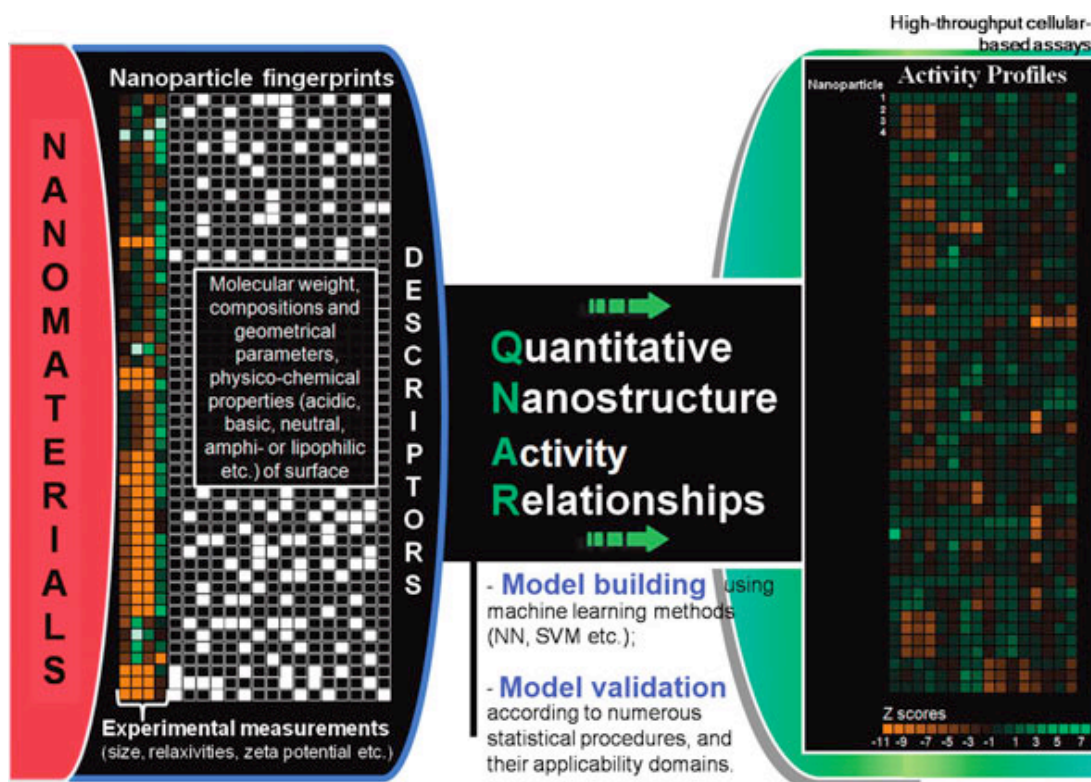 NANOMATERIALS
Nanoparticle fingerprints
Molecular weight,
compositions and
geometrical
parameters,
physico-chemical
properties (acidic,
basic, neutral,
amphi- or lipophilic
etc.) of surface
Experimental measurements
(size, relaxivities, zeta potential etc.)
DESCRIPTORS
Quantitative
Nanostructure
Activity
Relationships
- Model building using
machine learning methods
(NN, SVM etc.);
- Model validation
according to numerous
statistical procedures, and
their applicability domains.
High-throughput cellular-
based assays
Activity Profiles
Nanoparticle
1
2
3
4
Z scores
-11 -9 -7 -5 -3 -1 1 3 5 7